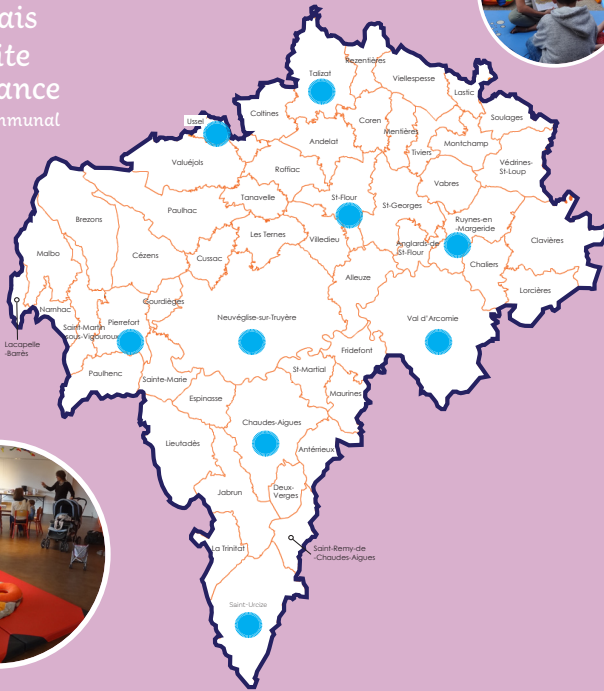 ais
ite
ance
mmunal
Rezentières
Talizat
Vieillespesse
Lastic
Coltines
Soulages
Ussel
Coren
Mentières
Andelat
Montchamp
Tiviers
Valuéjols
Védrines-
St-Loup
Roffiac
Vabres
Tanavelle
St-Flour
St-Georges
Paulhac
Brezons
Ruynes-en
-Margeride
Les Ternes
Villedieu
Clavières
Anglards-de
St-Flour
Malbo
Cézens
Cussac
Chaliers
Alleuze
Lorcières
Gourdièges
Narnhac
Neuvéglise-sur-Truyère
Val d'Arcomie
Pierrefort
Saint-Martin
sous-Vigouroux
Lacapelle
-Barrès
Fridefont
St-Martial
Paulhenc
Sainte-Marie
Maurines
Espinasse
Chaudes-Aigues
Lieutadès
Antérrieux
Deux-
Verges
Jabrun
La Trinitat
Saint-Remy-de
-Chaudes-Aigues
Saint-Urcize